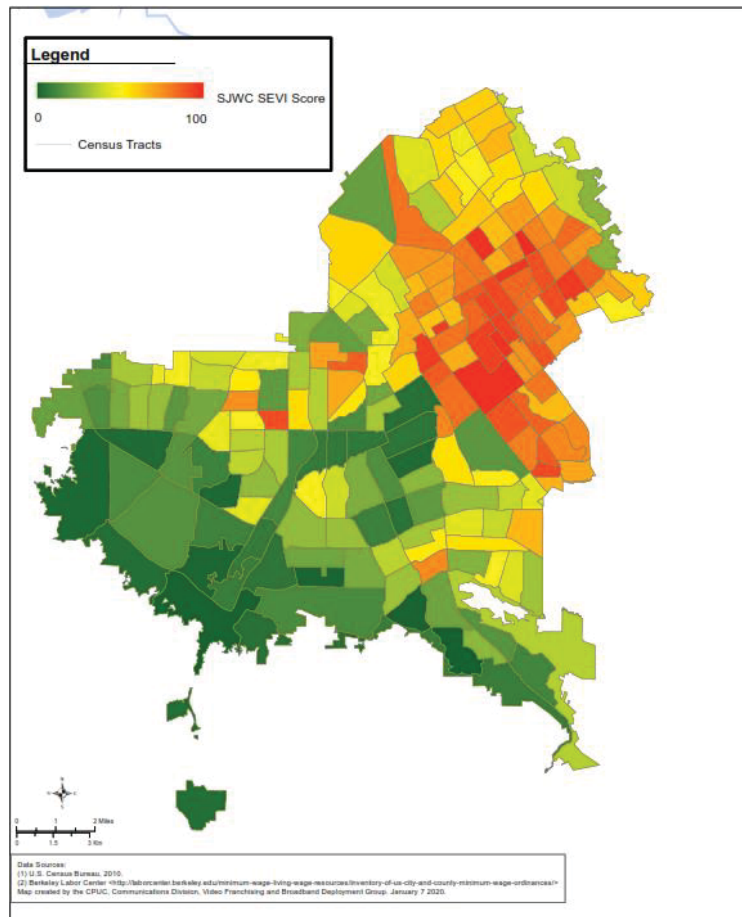 Legend
SJWC SEVI Score
0 100
Census Tracts
N
0 1 2 Miles
0 1.5 3 Km
Data Sources:
(1) U.S. Census Bureau, 2010.
(2) Berkeley Labor Center <http://laborcenter.berkeley.edu/minimum-wage-living-wage-resources/inventory-of-us-city-and-county-minimum-wage-ordinances/>
Map created by the CPUC, Communications Division, Video Franchising and Broadband Deployment Group. January 7 2020.